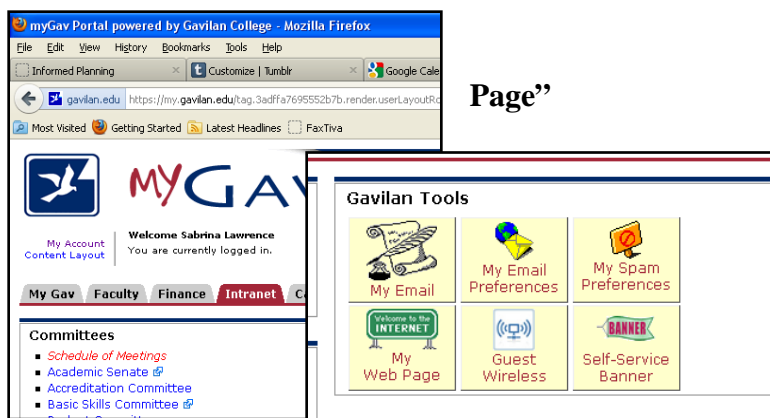 myGav Portal powered by Gavilan College - Mozilla Firefox
File Edit View History Bookmarks Tools Help
Informed Planning × Customize | Tumblr × Google Cale
gavilan.edu https://my.gavilan.edu/tag.3adffa7695552b7b.render.userLayoutRo
Most Visited Getting Started Latest Headlines FaxTiva
Page”
MYGAV
My Account
Content Layout
Welcome Sabrina Lawrence
You are currently logged in.
My Gav Faculty Finance Intranet C
Committees
Schedule of Meetings
Academic Senate
Accreditation Committee
Basic Skills Committee
Gavilan Tools
My Email
My Email
Preferences
My Spam
Preferences
Welcome to the
INTERNET
My
Web Page
Guest
Wireless
BANNER
Self-Service
Banner